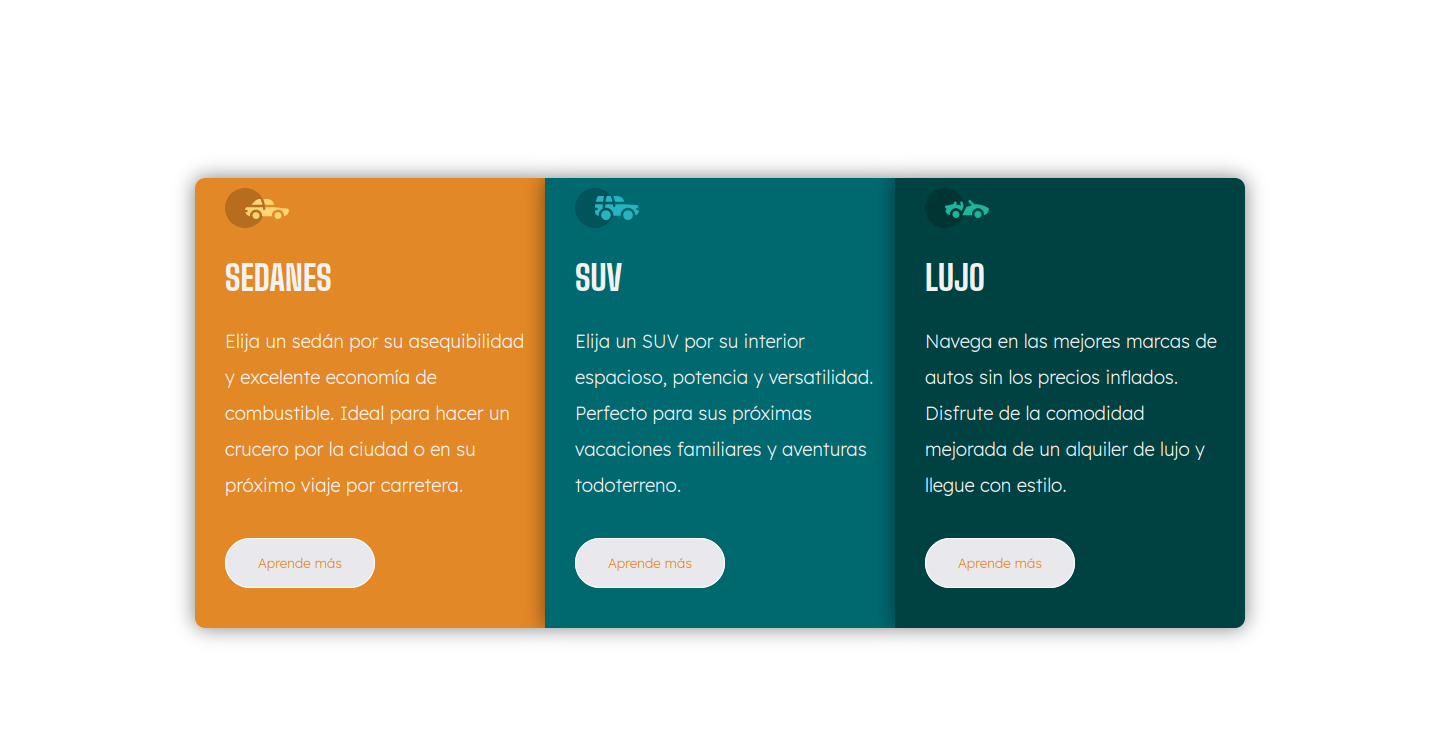 SEDANES
Elija un sedán por su asequibilidad
y excelente economía de
combustible. Ideal para hacer un
crucero por la ciudad o en su
próximo viaje por carretera.
Aprende más
SUV
Elija un SUV por su interior
espacioso, potencia y versatilidad.
Perfecto para sus próximas
vacaciones familiares y aventuras
todoterreno.
Aprende más
LUJO
Navega en las mejores marcas de
autos sin los precios inflados.
Disfrute de la comodidad
mejorada de un alquiler de lujo y
llegue con estilo.
Aprende más